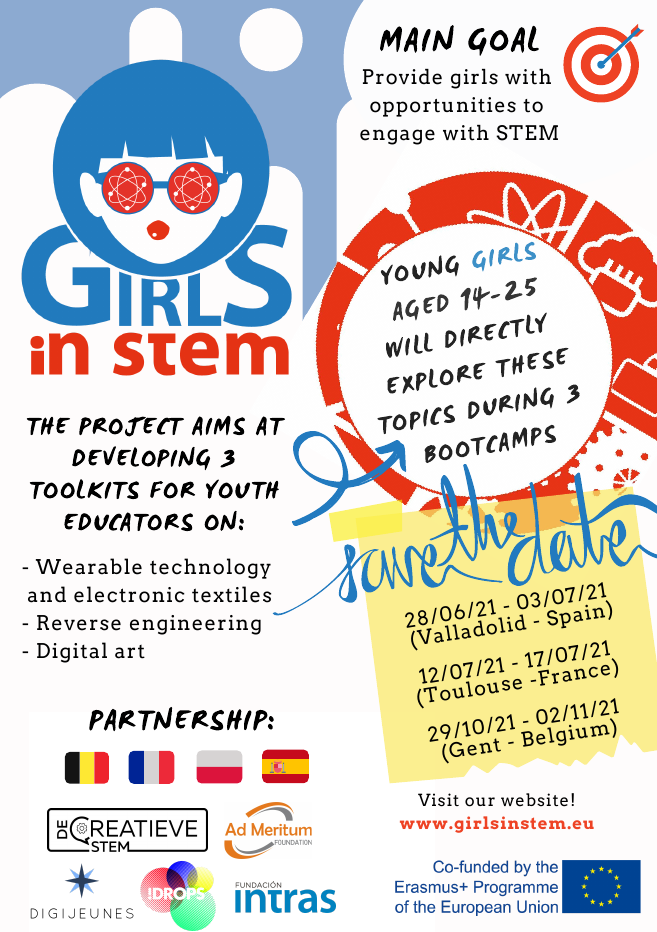 GIRLS
in stem
MAIN GOAL
Provide girls with
opportunities to
engage with STEM
YOUNG GIRLS
AGED 14-25
WILL DIRECTLY
EXPLORE THESE
TOPICS DURING 3
BOOTCAMPS
THE PROJECT AIMS AT
DEVELOPING 3
TOOLKITS FOR YOUTH
EDUCATORS ON:
- Wearable technology
and electronic textiles
- Reverse engineering
- Digital art
save the date
28/06/21 - 03/07/21
(Valladolid - Spain)
12/07/21 - 17/07/21
(Toulouse -France)
29/10/21 - 02/11/21
(Gent - Belgium)
PARTNERSHIP:
DE CREATIEVE
STEM
Ad Meritum
FOUNDATION
DIGIJEUNES
!DROPS
FUNDACIÓN
intras
Visit our website!
www.girlsinstem.eu
Co-funded by the
Erasmus+ Programme
of the European Union